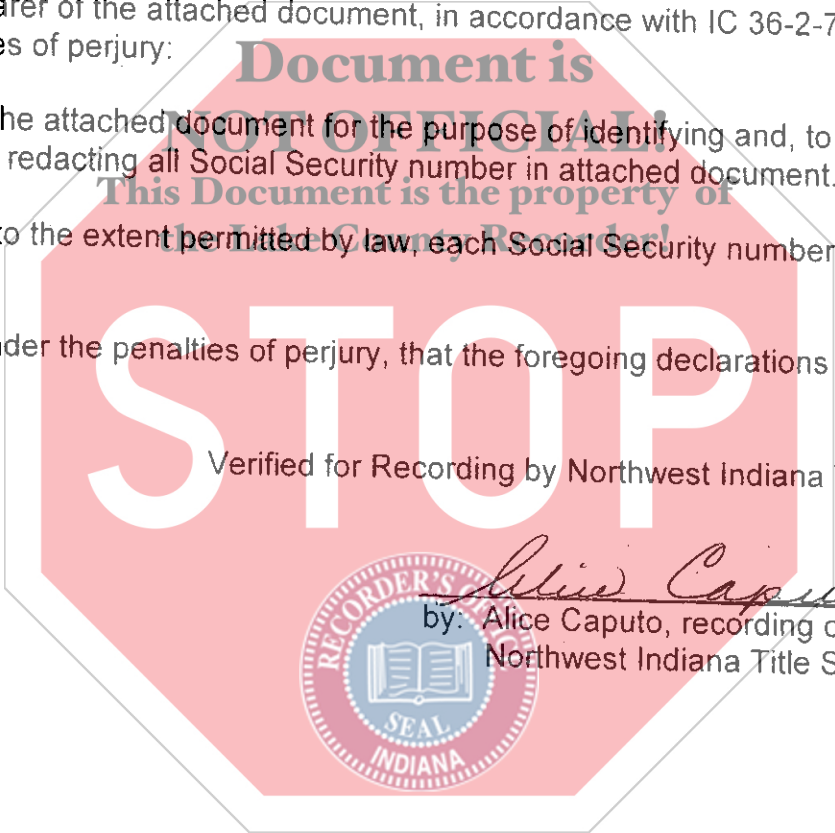 arer of the attached document, in accordance with IC 36-2-7
es of perjury:
Document is
NOT OFFICIAL!
he attached document for the purpose of identifying and, to
redacting all Social Security number in attached document.
This Document is the property of
the Lake County Recorder!
to the extent permitted by law, each Social Security number
nder the penalties of perjury, that the foregoing declarations
STOP
Verified for Recording by Northwest Indiana
Alice Capu
by: Alice Caputo, recording c
Northwest Indiana Title S
RECORDER'S OFFICE
SEAL
INDIANA